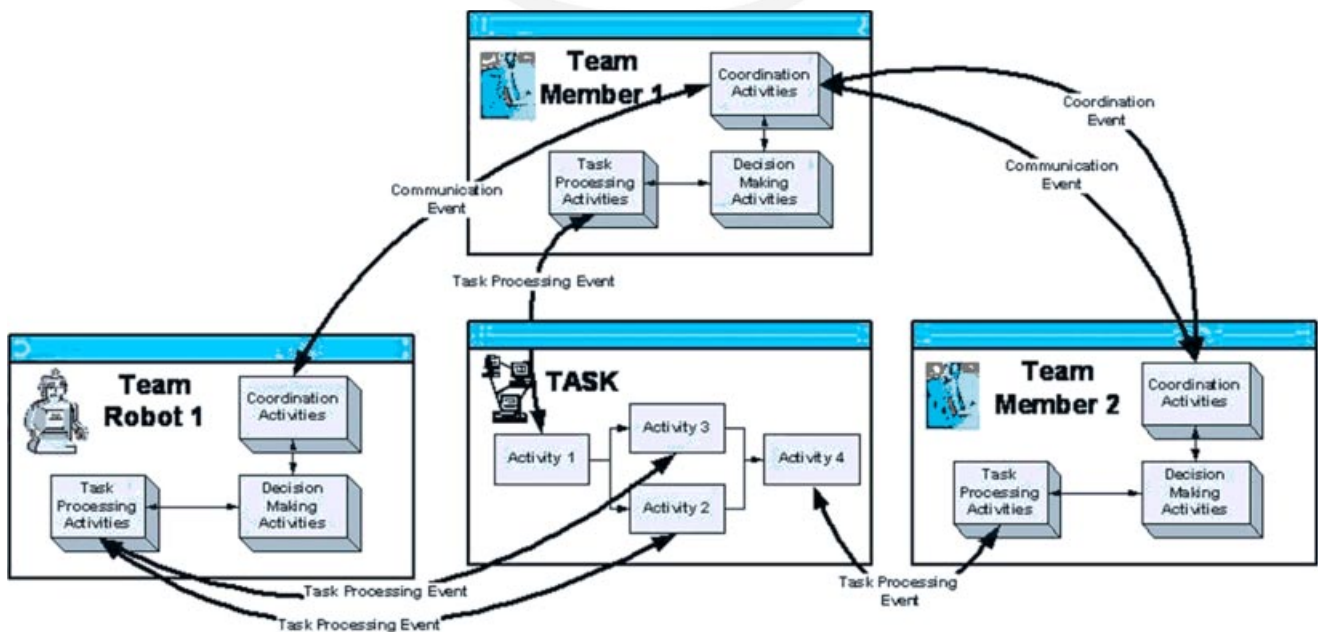 Team
Member 1
Coordination
Activities
Task
Processing
Activities
Decision
Making
Activities
Coordination
Event
Communication
Event
Communication
Event
Task Processing Event
Team
Robot 1
Coordination
Activities
Task
Processing
Activities
Decision
Making
Activities
TASK
Activity 1
Activity 3
Activity 2
Activity 4
Team
Member 2
Coordination
Activities
Task
Processing
Activities
Decision
Making
Activities
Task Processing Event
Task Processing Event
Task Processing
Event